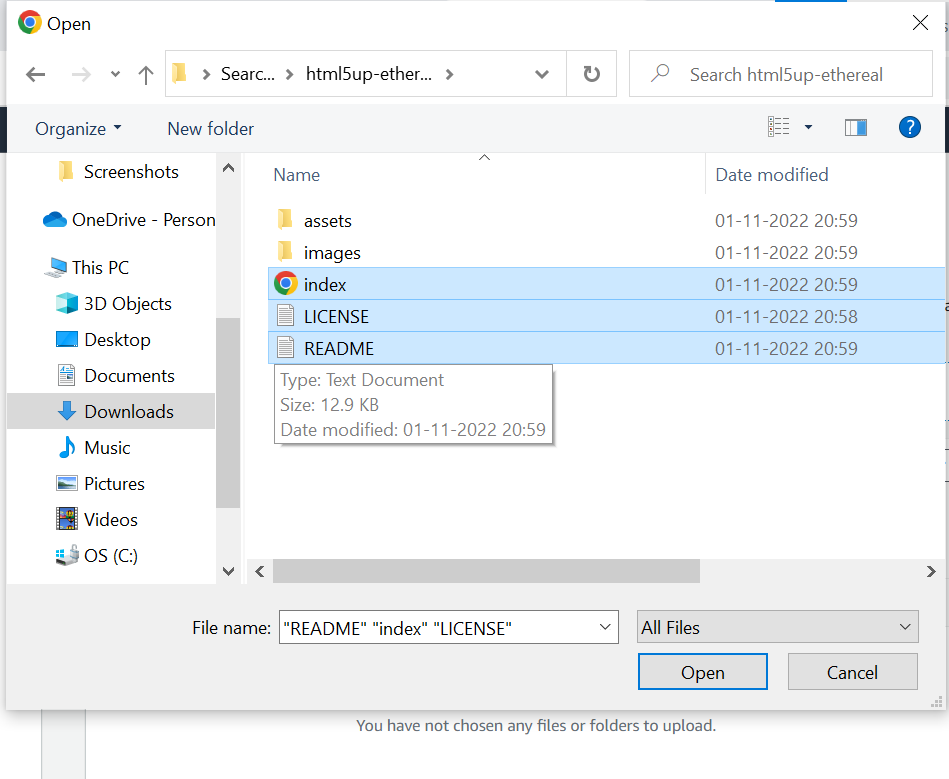 Open
Searc... html5up-ether...
Search html5up-ethereal
Organize
New folder
Screenshots
OneDrive - Person
This PC
3D Objects
Desktop
Documents
Downloads
Music
Pictures
Videos
OS (C:)
Name Date modified
assets 01-11-2022 20:59
images 01-11-2022 20:59
index 01-11-2022 20:59
LICENSE 01-11-2022 20:58
README 01-11-2022 20:59
Type: Text Document
Size: 12.9 KB
Date modified: 01-11-2022 20:59
File name: "README" "index" "LICENSE"
All Files
Open
Cancel
You have not chosen any files or folders to upload.